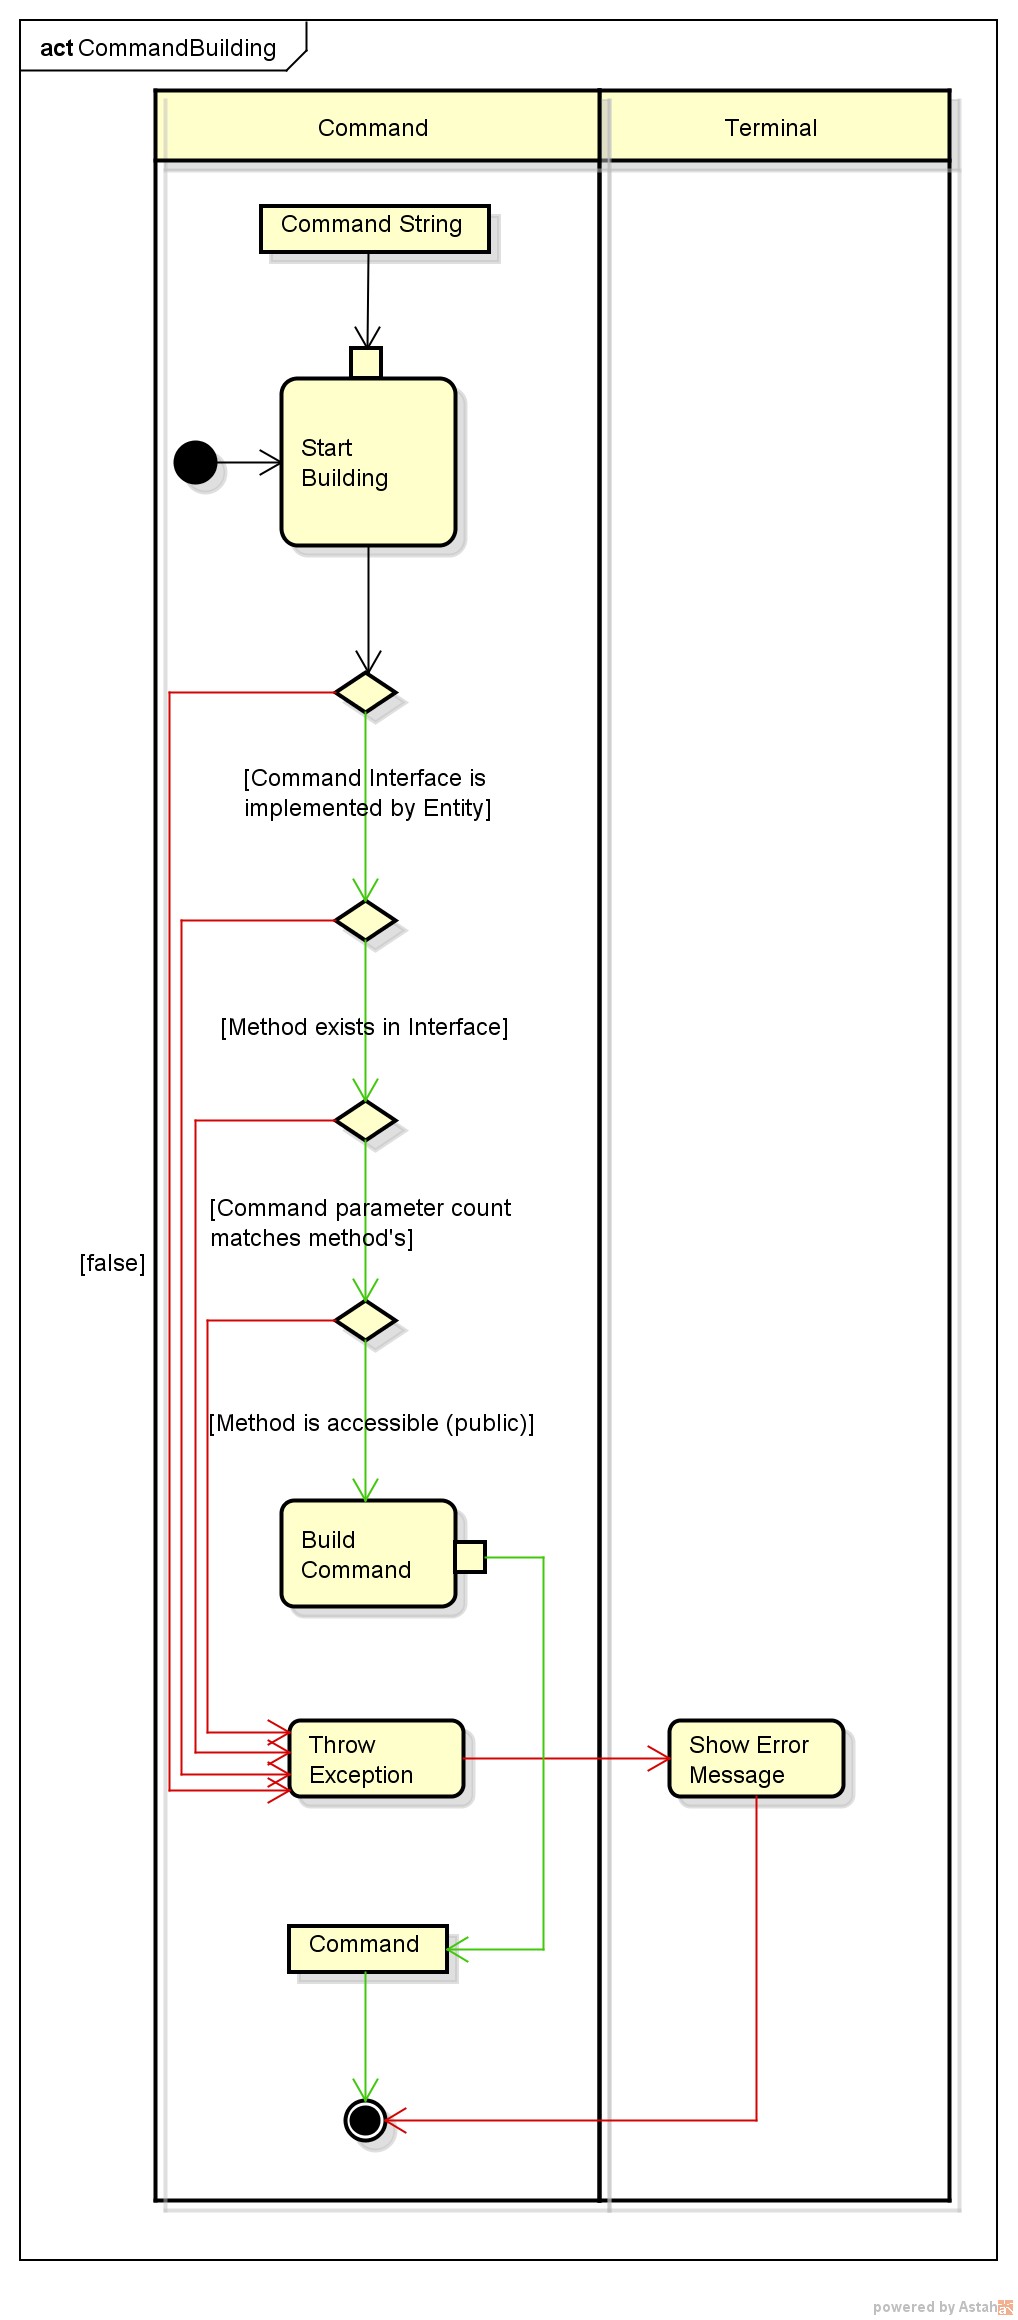 act CommandBuilding
Command
Terminal
Command String
Start
Building
[Command Interface is
implemented by Entity]
[Method exists in Interface]
[Command parameter count
matches method's]
[false]
[Method is accessible (public)]
Build
Command
Throw
Exception
Show Error
Message
Command
powered by Astah